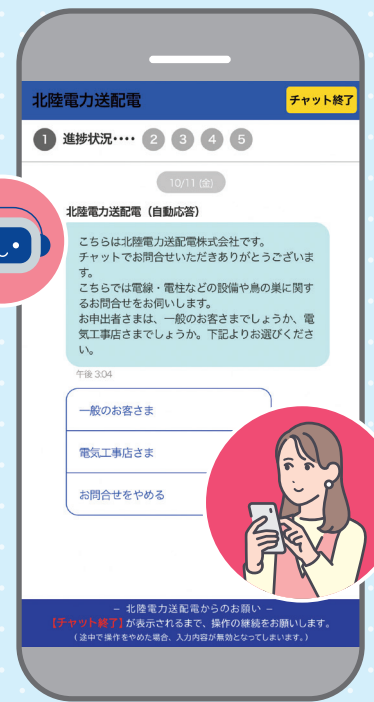 北陸電力送配電
チャット終了
1 進捗状況・・・・ 2 3 4 5
10/11 (金)
北陸電力送配電（自動応答）
こちらは北陸電力送配電株式会社です。
チャットでお問合せいただきありがとうございま
す。
こちらでは電線・電柱などの設備や鳥の巣に関す
るお問合せをお伺いします。
お申出者さまは、一般のお客さまでしょうか、電
気工事店さまでしょうか。下記よりお選びくださ
い。
午後 3:04
一般のお客さま
電気工事店さま
お問合せをやめる
− 北陸電力送配電からのお願い −
【チャット終了】が表示されるまで、操作の継続をお願いします。
(途中で操作をやめた場合、入力内容が無効となってしまいます。)